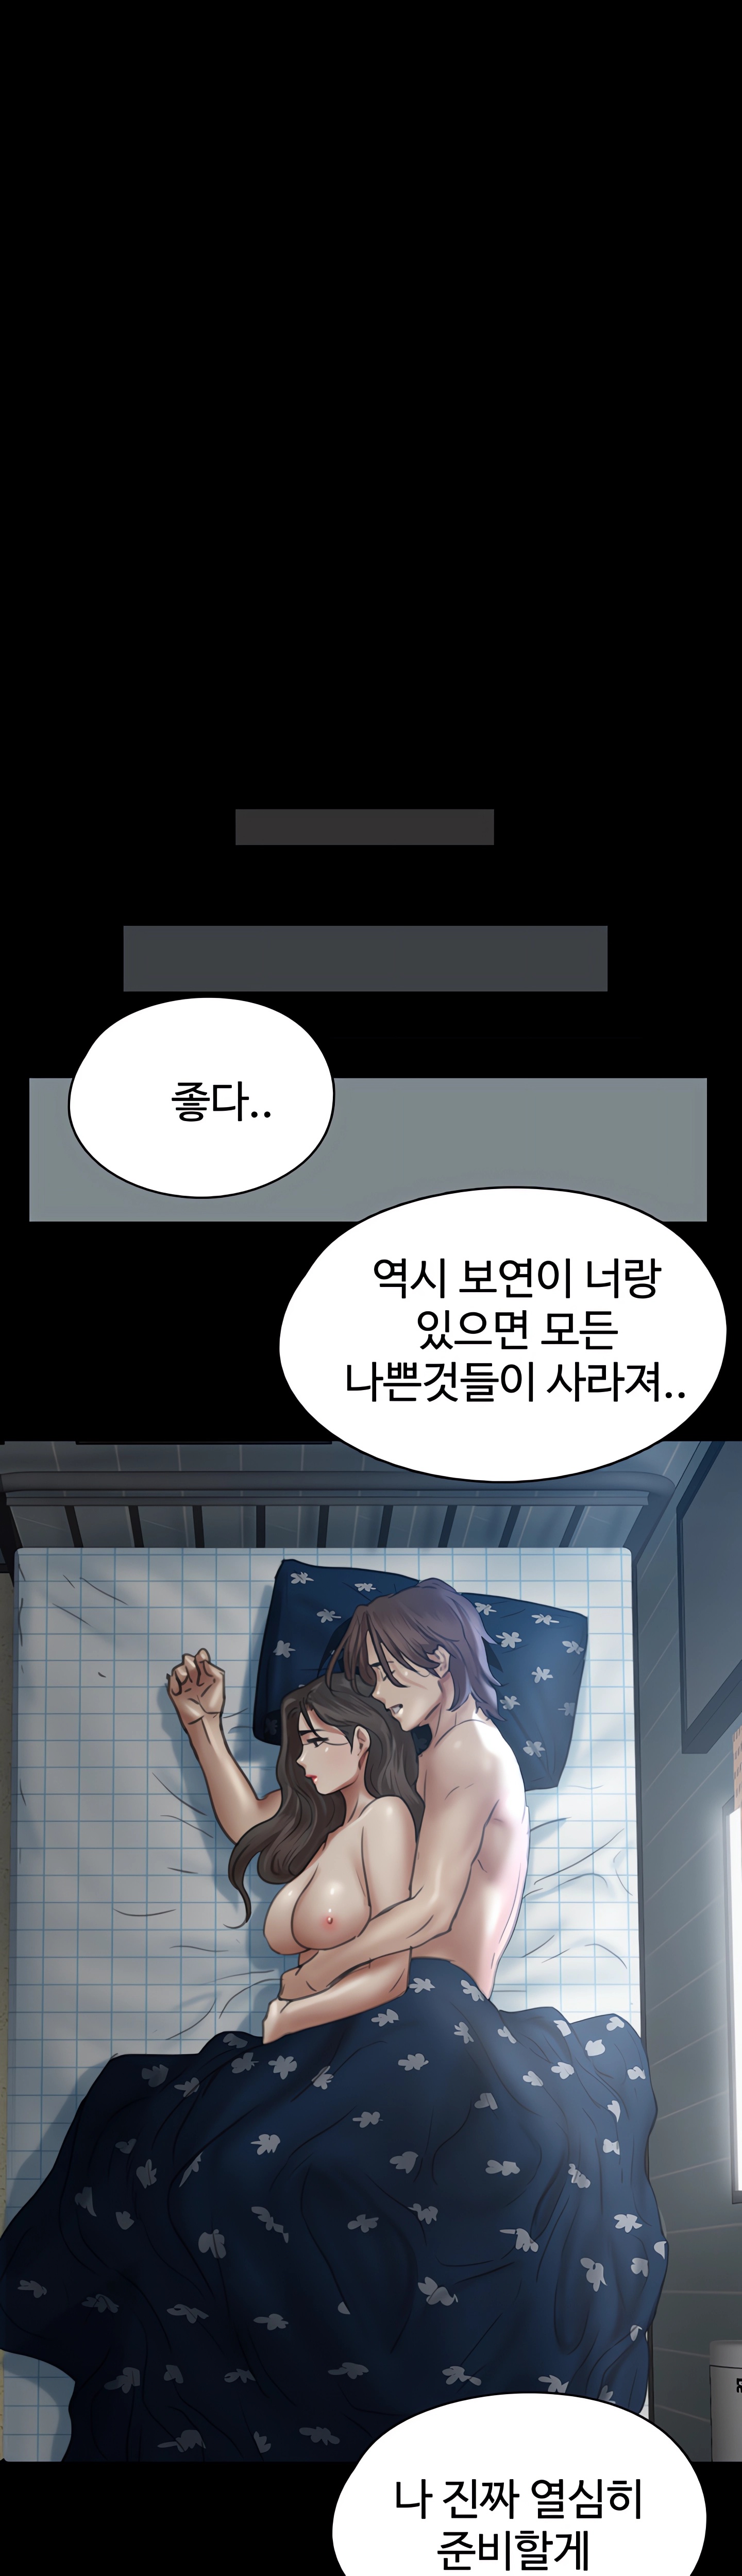 좋다..
역시 보연이 너랑
있으면 모든
나쁜것들이 사라져..
나 진짜 열심히
준비할게